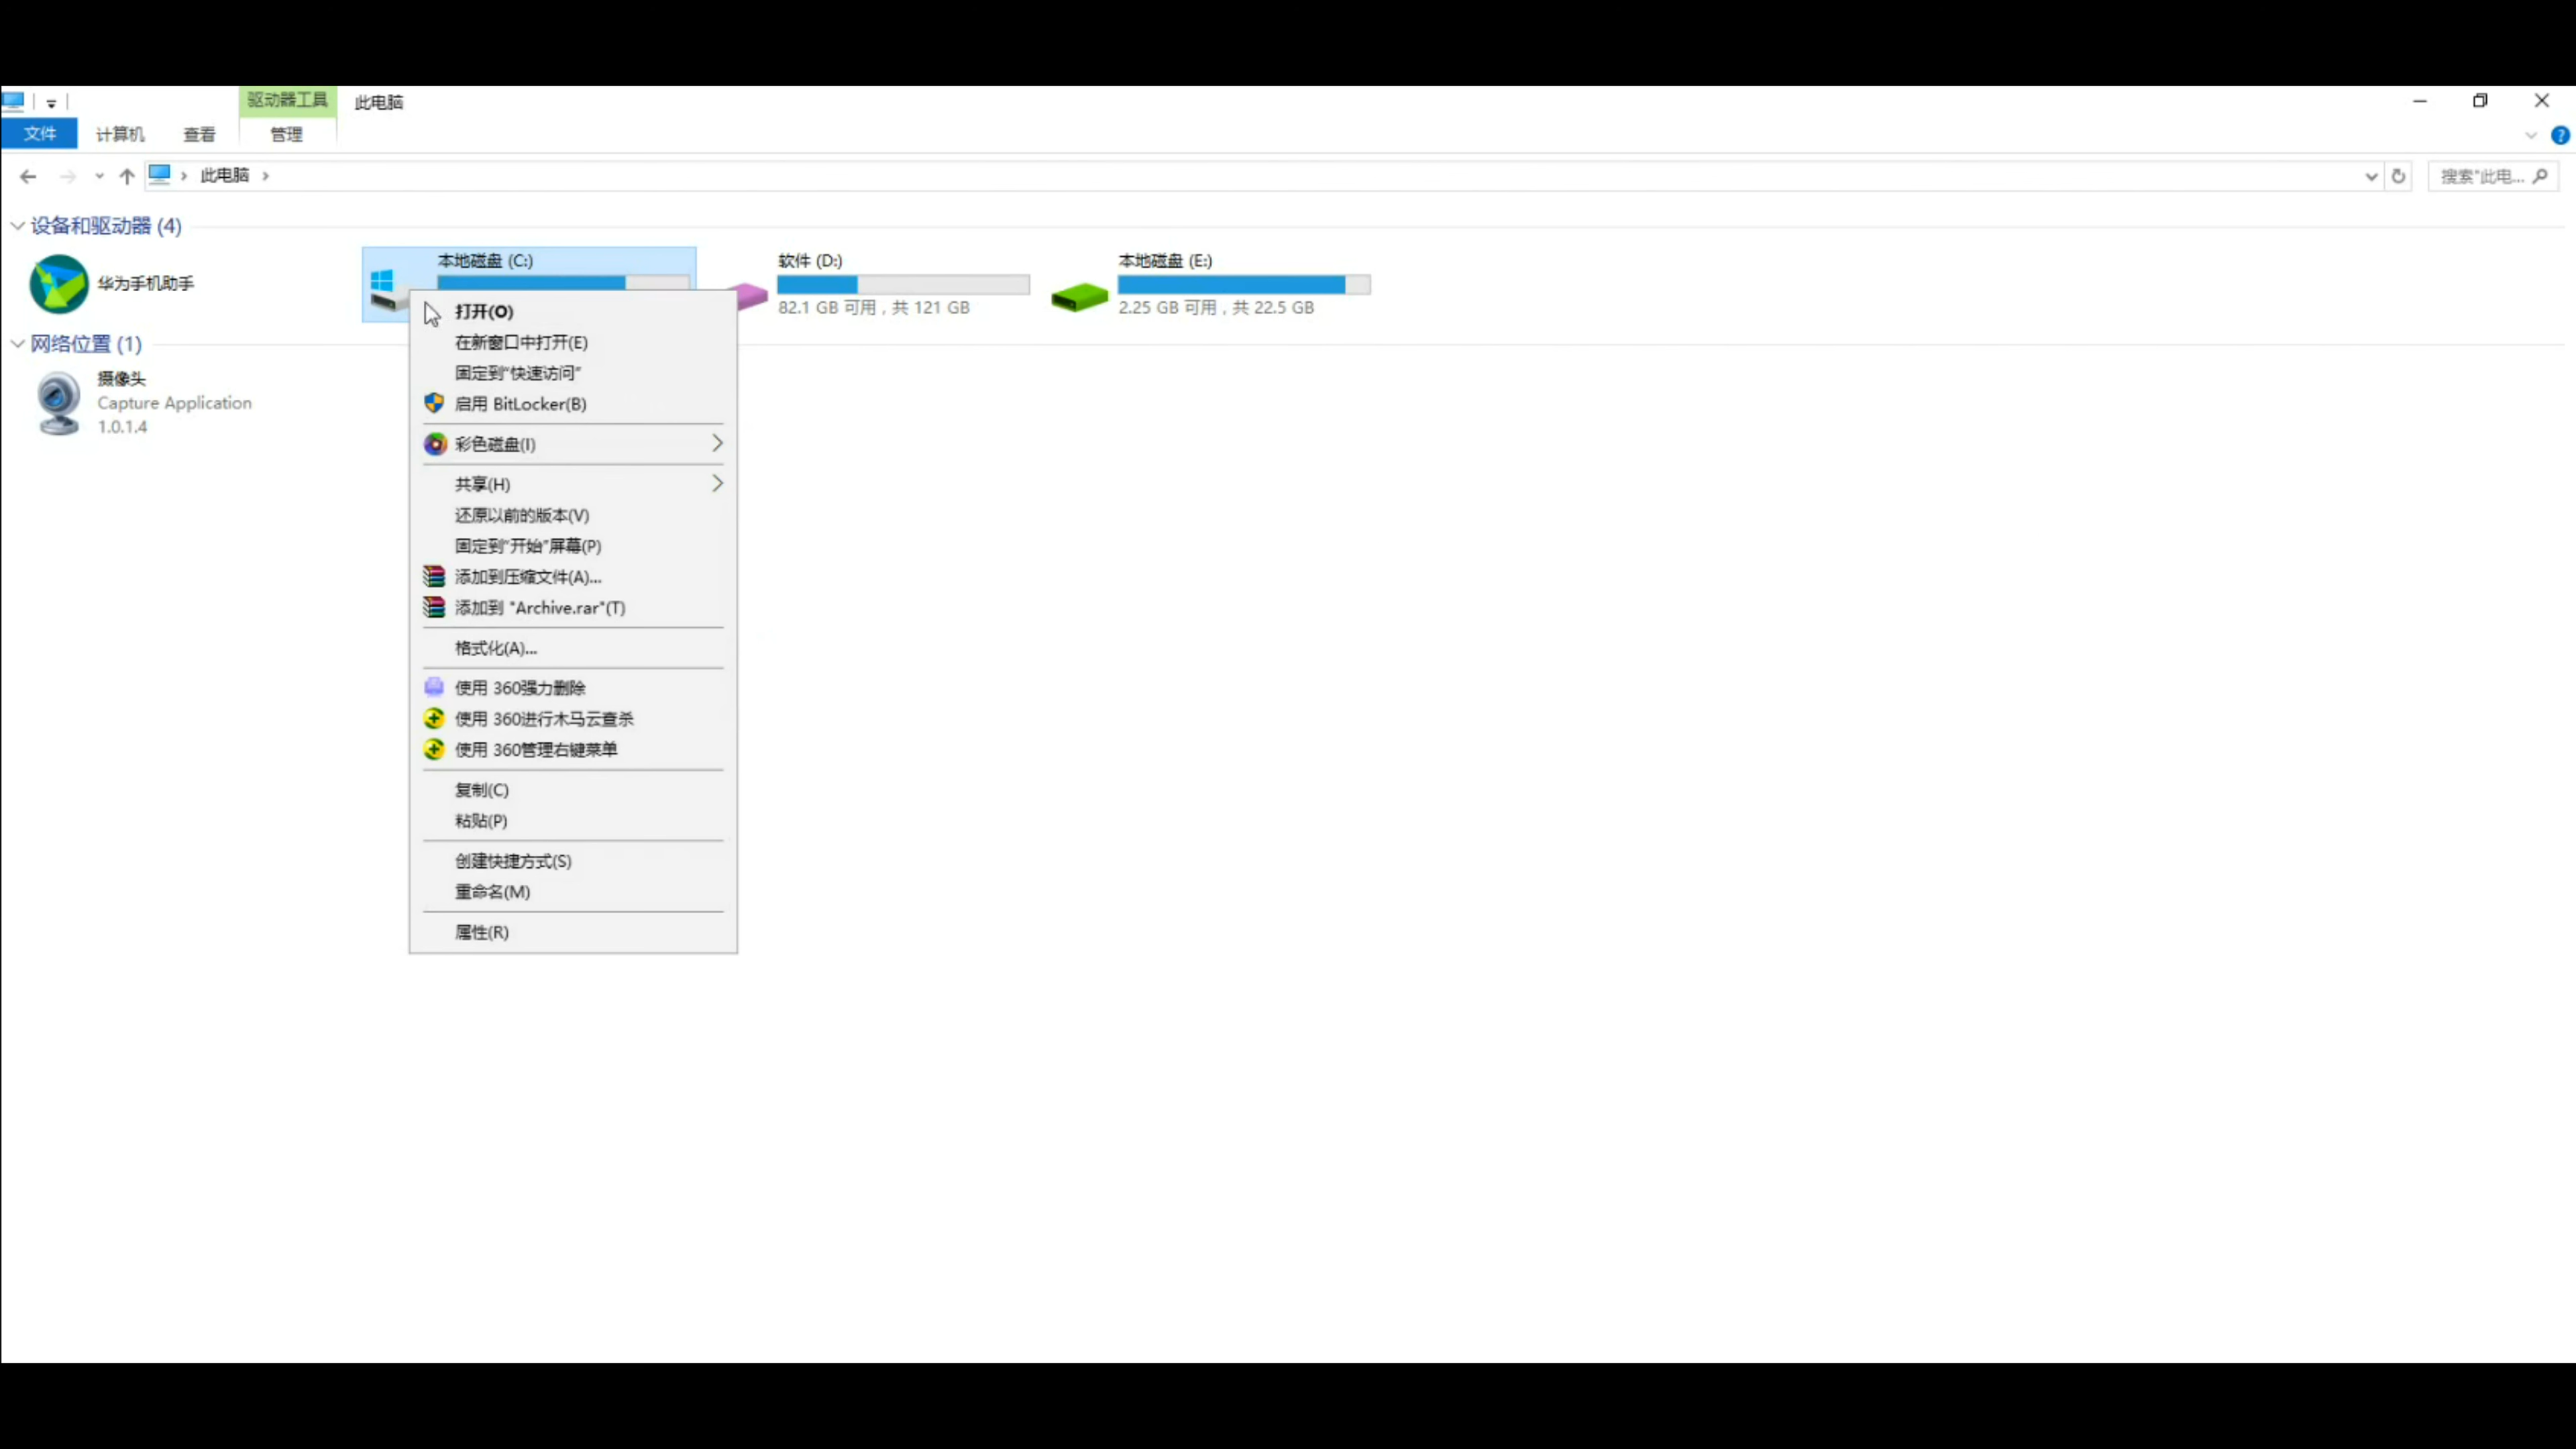 驱动器工具
此电脑
文件
计算机
查看
管理
此电脑
搜索"此电...
设备和驱动器 (4)
华为手机助手
本地磁盘 (C:)
软件 (D:)
82.1 GB 可用，共 121 GB
本地磁盘 (E:)
2.25 GB 可用，共 22.5 GB
网络位置 (1)
摄像头
Capture Application
1.0.1.4
打开(O)
在新窗口中打开(E)
固定到"快速访问"
启用 BitLocker(B)
彩色磁盘(I)
共享(H)
还原以前的版本(V)
固定到"开始"屏幕(P)
添加到压缩文件(A)...
添加到 "Archive.rar"(T)
格式化(A)...
使用 360强力删除
使用 360进行木马云查杀
使用 360管理右键菜单
复制(C)
粘贴(P)
创建快捷方式(S)
重命名(M)
属性(R)